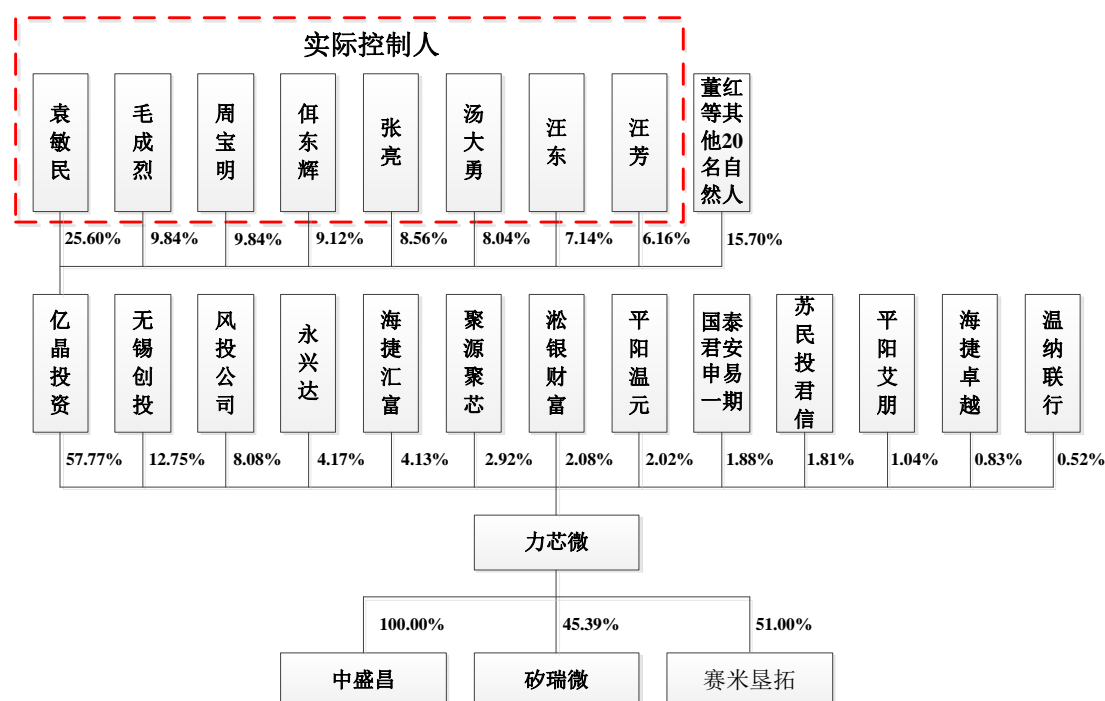 实际控制人
袁敏民
毛成烈
周宝明
佴东辉
张亮
汤大勇
汪东
汪芳
董红等其他20名自然人
25.60%
9.84%
9.84%
9.12%
8.56%
8.04%
7.14%
6.16%
15.70%
亿晶投资
无锡创投
风投公司
永兴达
海捷汇富
聚源聚芯
淞银财富
平阳温元
国泰君安申易一期
苏民投君信
平阳艾朋
海捷卓越
温纳联行
57.77%
12.75%
8.08%
4.17%
4.13%
2.92%
2.08%
2.02%
1.88%
1.81%
1.04%
0.83%
0.52%
力芯微
100.00%
45.39%
51.00%
中盛昌
矽瑞微
赛米垦拓